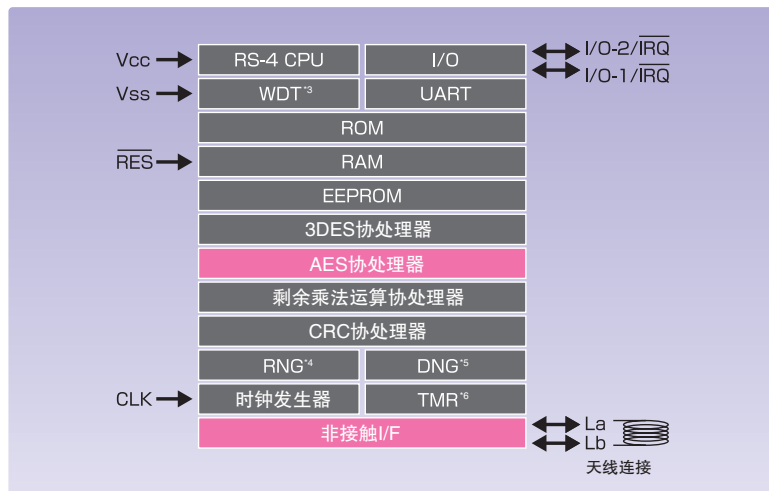 Vcc RS-4 CPU I/O I/O-2/IRQ
I/O-1/IRQ
Vss WDT*3 UART
ROM
RES RAM
EEPROM
3DES协处理器
AES协处理器
剩余乘法运算协处理器
CRC协处理器
RNG*4 DNG*5
CLK 时钟发生器 TMR*6
非接触I/F La
Lb
天线连接